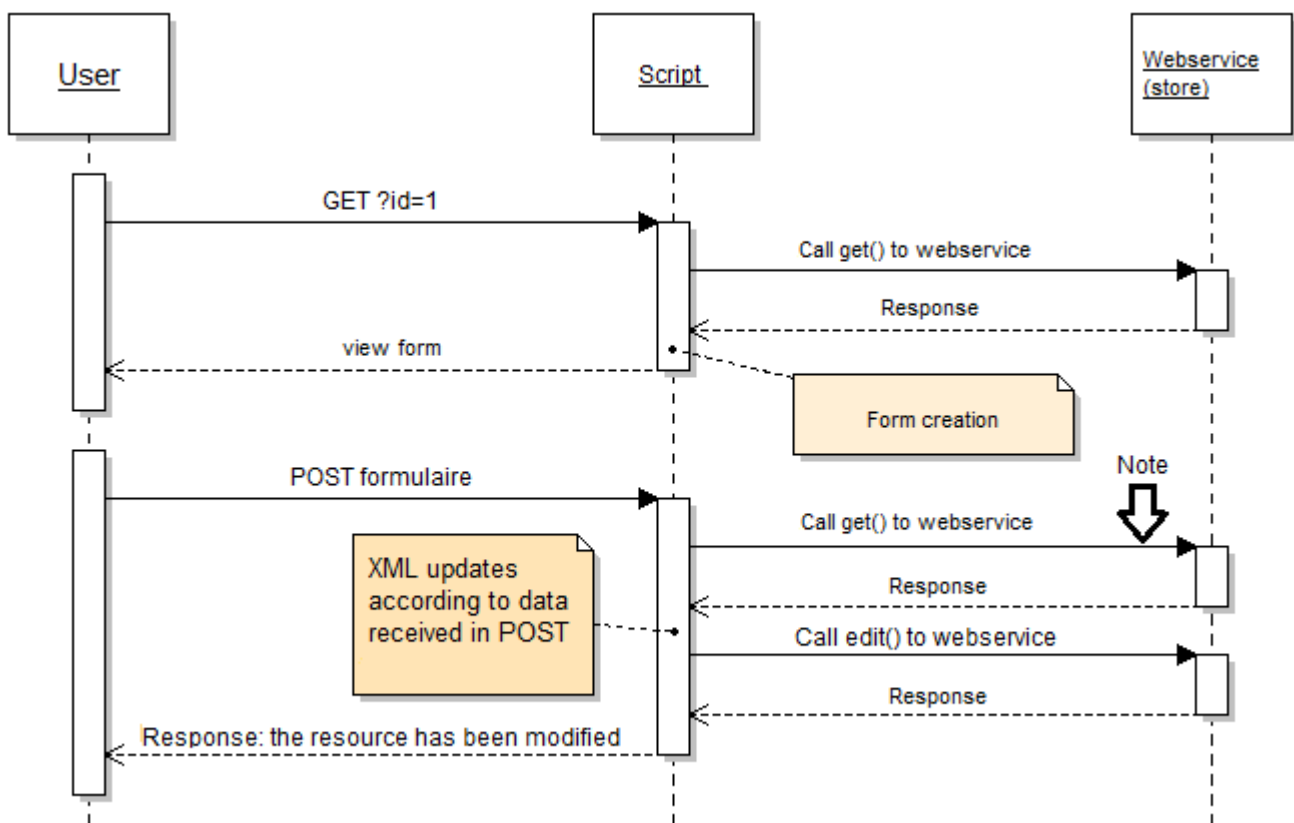 User
Script
Webservice
(store)
GET ?id=1
Call get() to webservice
Response
view form
Form creation
Note
POST formulaire
Call get() to webservice
XML updates
according to data
received in POST
Response
Call edit() to webservice
Response
Response: the resource has been modified